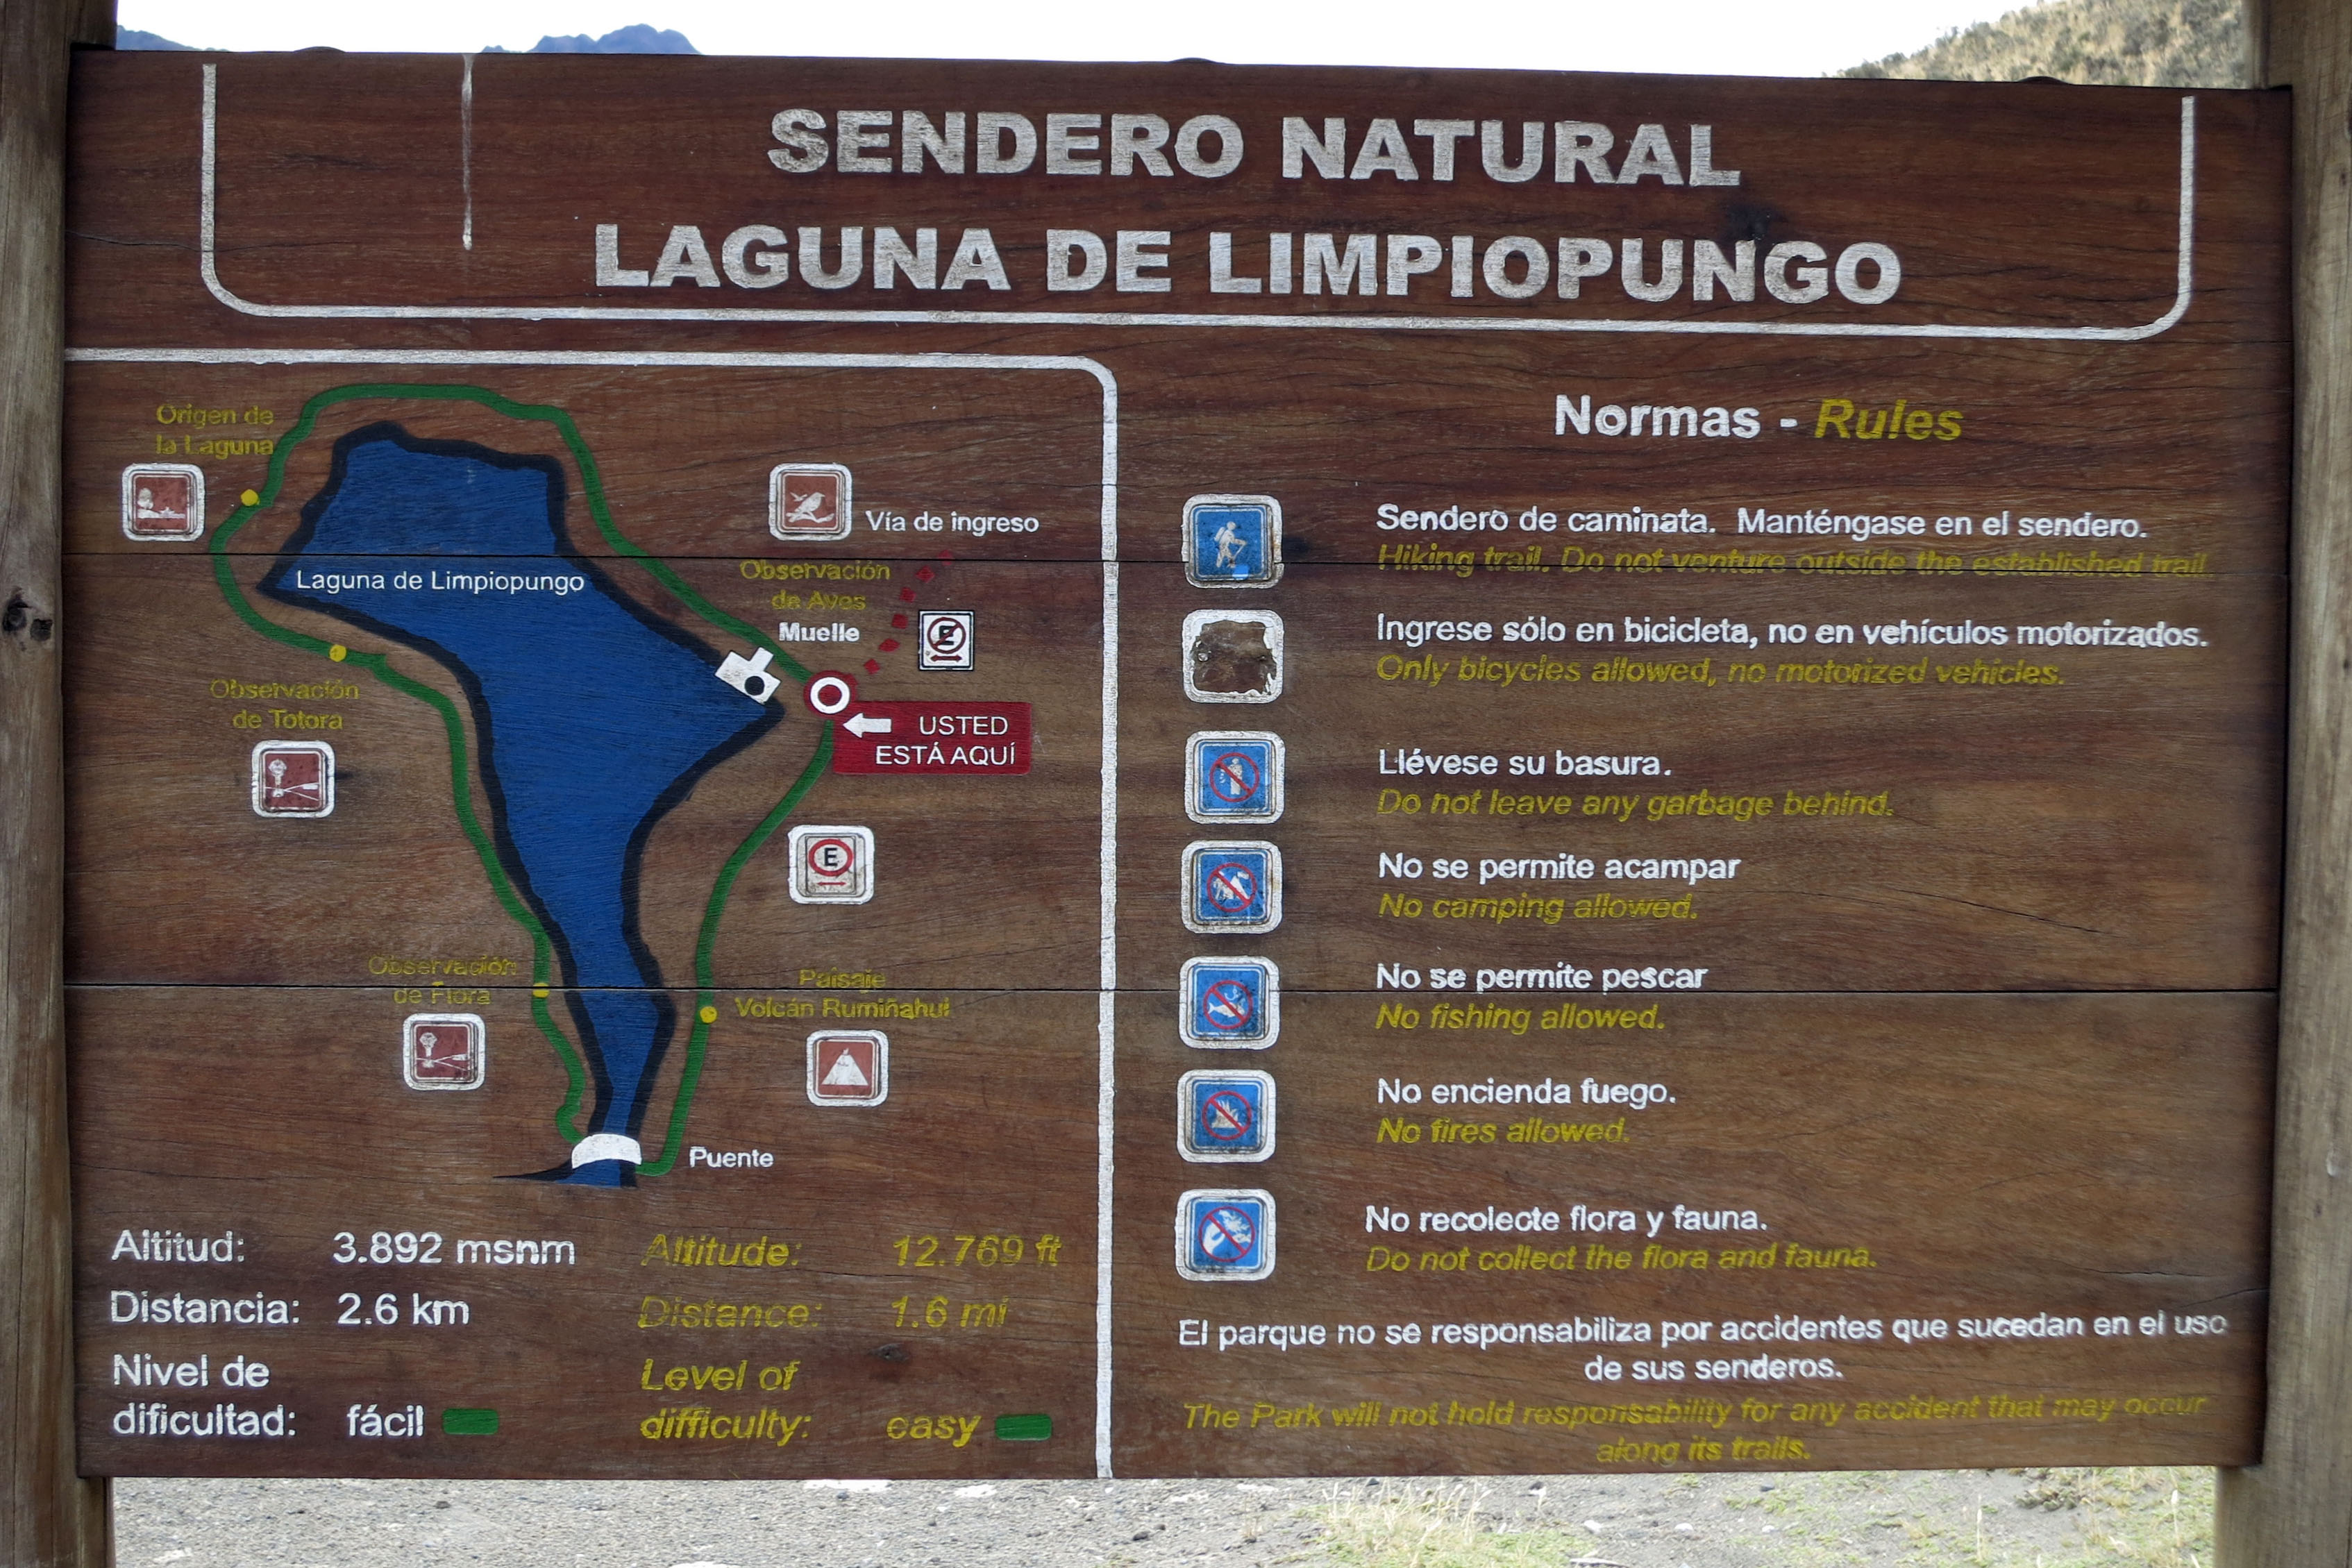 SENDERO NATURAL
LAGUNA DE LIMPIOPUNGO
Origen de
la Laguna
Vía de ingreso
Laguna de Limpiopungo
Observación
de Aves
Muelle
E
Observación
de Totora
USTED
ESTÁ AQUÍ
E
Observación
de Flora
Paisaje
Volcán Rumiñahui
Puente
Altitud: 3.892 msnm Altitude: 12.769 ft
Distancia: 2.6 km Distance: 1.6 mi
Nivel de Level of
dificultad: fácil difficulty: easy
Normas - Rules
Sendero de caminata. Manténgase en el sendero.
Hiking trail. Do not venture outside the established trail.
Ingrese sólo en bicicleta, no en vehículos motorizados.
Only bicycles allowed, no motorized vehicles.
Llévese su basura.
Do not leave any garbage behind.
No se permite acampar
No camping allowed.
No se permite pescar
No fishing allowed.
No encienda fuego.
No fires allowed.
No recolecte flora y fauna.
Do not collect the flora and fauna.
El parque no se responsabiliza por accidentes que sucedan en el uso
de sus senderos.
The Park will not hold responsability for any accident that may occur
along its trails.